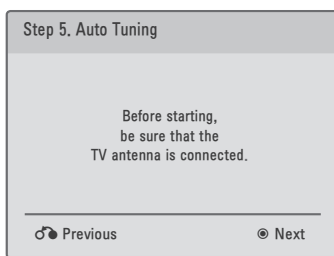 Step 5. Auto Tuning
Before starting,
be sure that the
TV antenna is connected.
Previous
Next